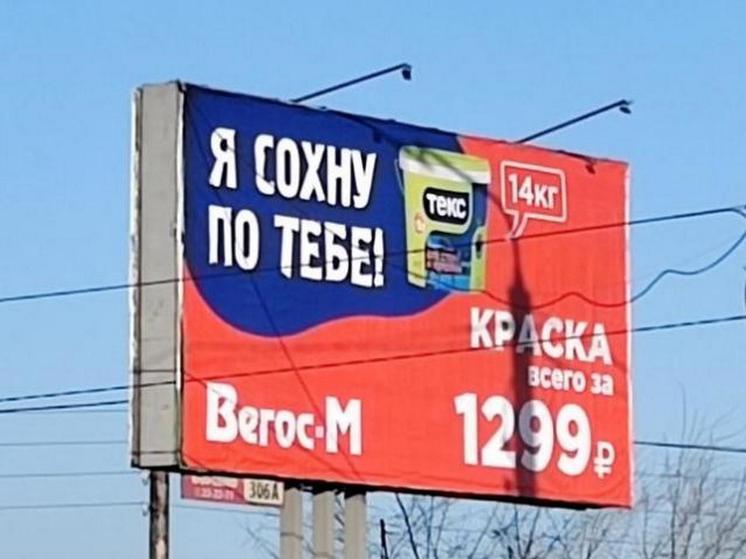 Я СОХНУ
ПО ТЕБЕ!
текс
14кг
КРАСКА
всего за
1299₽
Вегос-М
306А